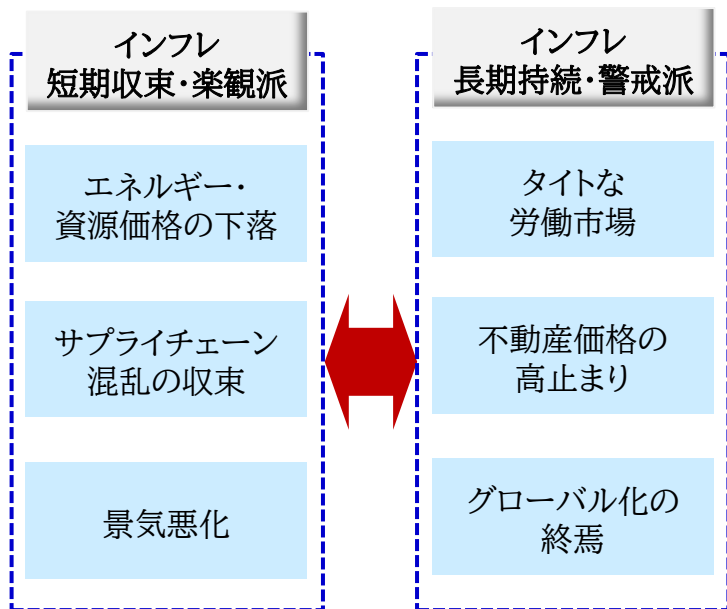 インフレ
短期収束・楽観派
エネルギー・
資源価格の下落
サプライチェーン
混乱の収束
景気悪化
インフレ
長期持続・警戒派
タイトな
労働市場
不動産価格の
高止まり
グローバル化の
終焉